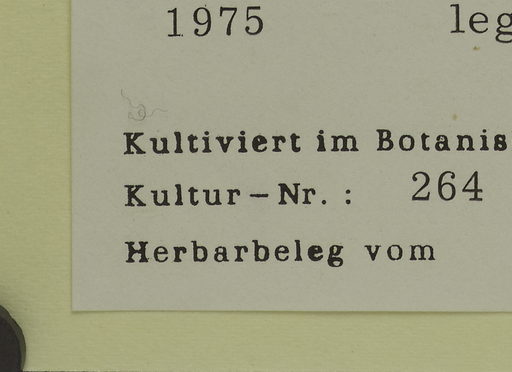 1975 leg
Kultiviert im Botanis
Kultur-Nr. : 264
Herbarbeleg vom